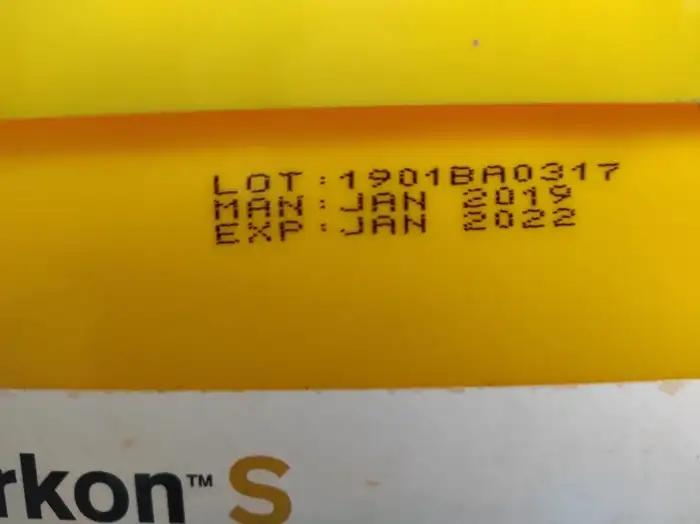 LOT:1901BA0317
MAN:JAN 2019
EXP:JAN 2022
rkon™ S